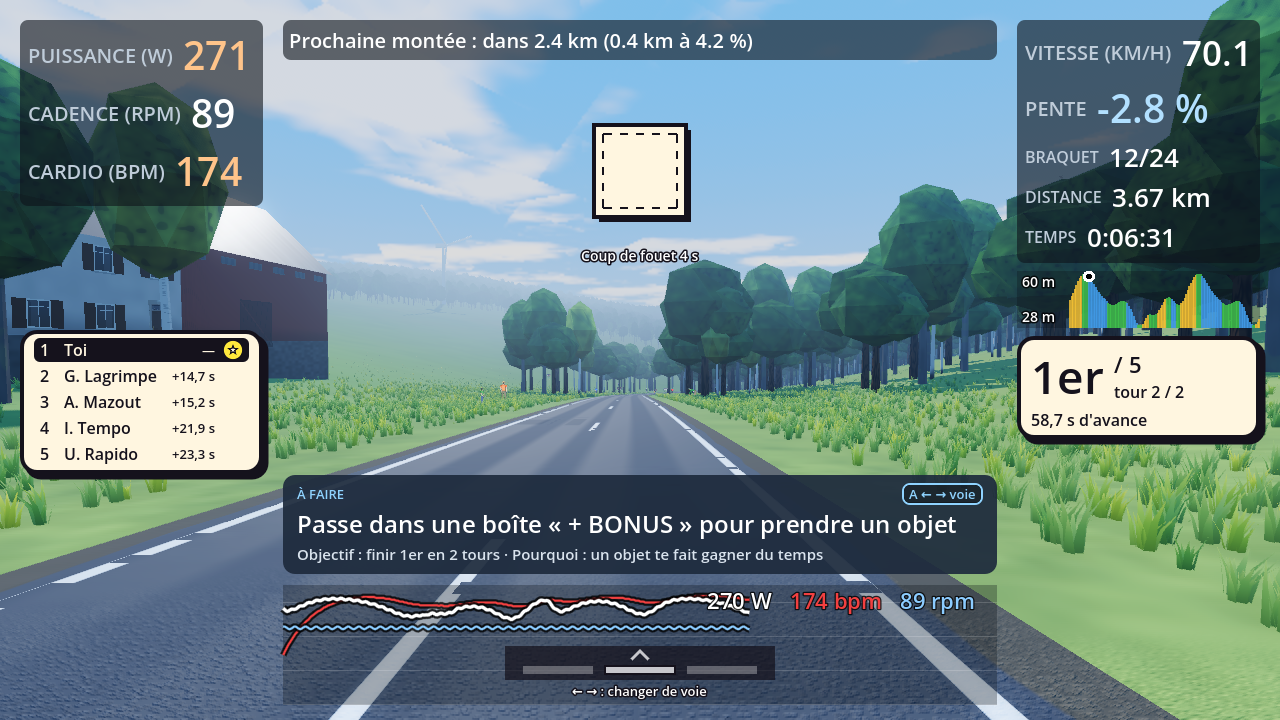 PUISSANCE (W) 271
CADENCE (RPM) 89
CARDIO (BPM) 174
Prochaine montée : dans 2.4 km (0.4 km à 4.2 %)
VITESSE (KM/H) 70.1
PENTE -2.8 %
BRAQUET 12/24
DISTANCE 3.67 km
TEMPS 0:06:31
60 m
28 m
Coup de fouet 4 s
1 Toi —
2 G. Lagrimpe +14,7 s
3 A. Mazout +15,2 s
4 I. Tempo +21,9 s
5 U. Rapido +23,3 s
1er / 5
tour 2 / 2
58,7 s d'avance
À FAIRE
A ← → voie
Passe dans une boîte « + BONUS » pour prendre un objet
Objectif : finir 1er en 2 tours · Pourquoi : un objet te fait gagner du temps
270 W 174 bpm 89 rpm
← → : changer de voie